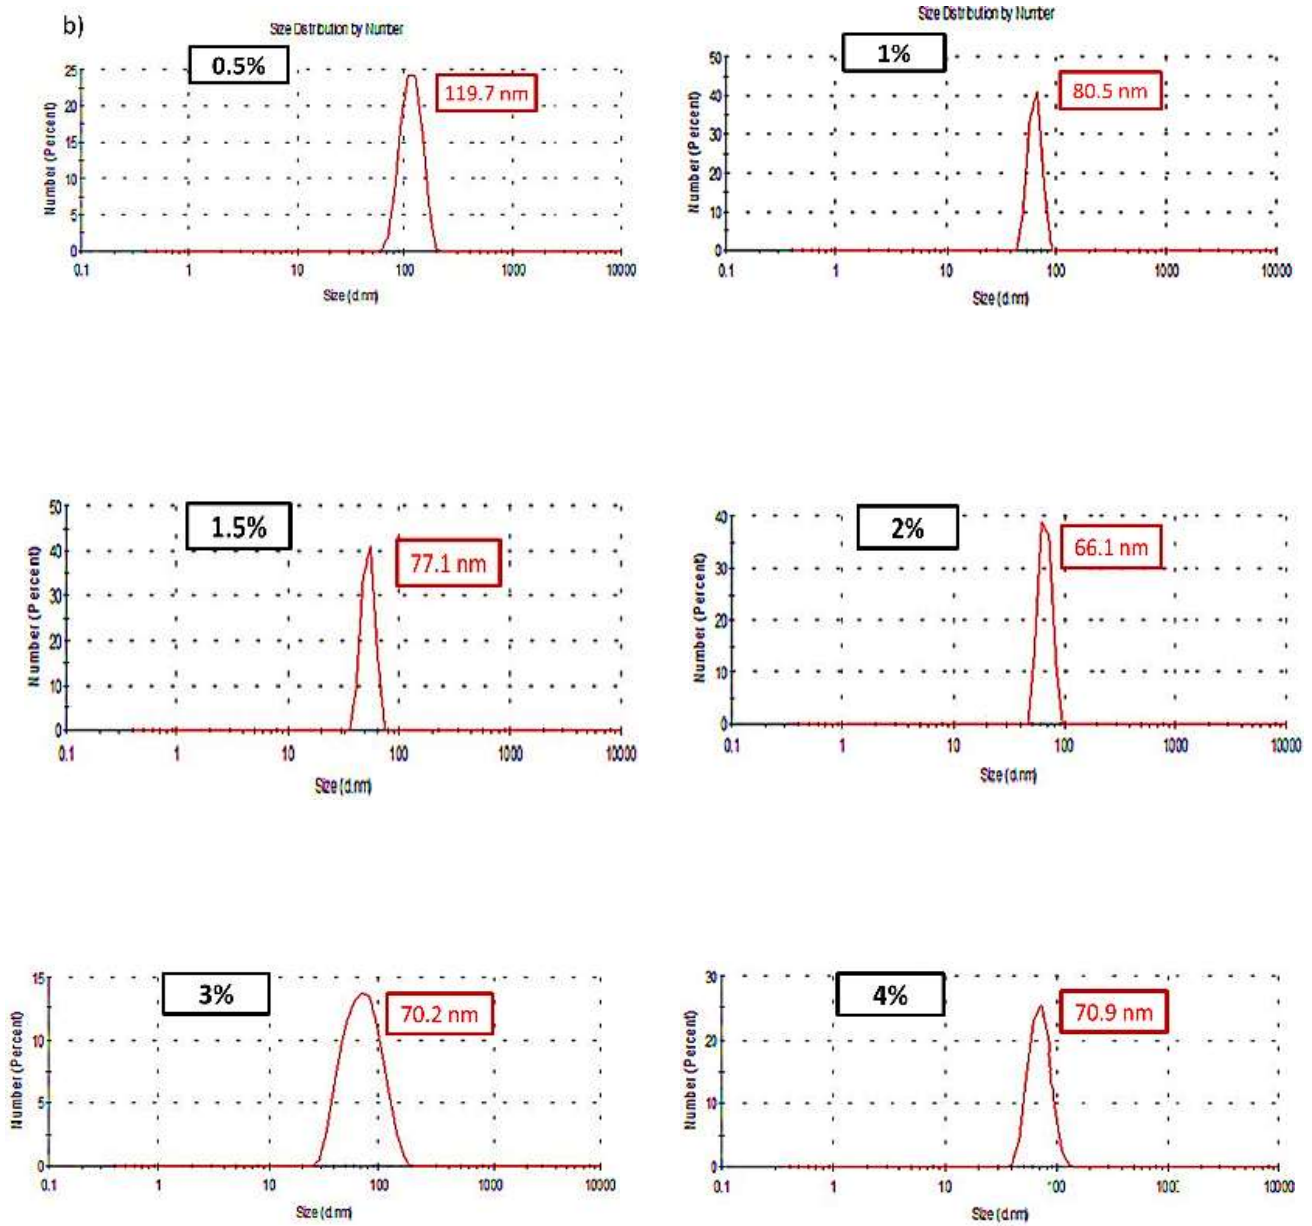 b)
Size Distribution by Number
0.5%
119.7 nm
Number (Percent)
25
20
15
10
5
0
0.1 1 10 100 1000 10000
Size (d.nm)
Size Distribution by Number
1%
80.5 nm
Number (Percent)
50
40
30
20
10
0
0.1 1 10 100 1000 10000
Size (d.nm)
1.5%
77.1 nm
Number (Percent)
50
40
30
20
10
0
0.1 1 10 100 1000 10000
Size (d.nm)
2%
66.1 nm
Number (Percent)
40
30
20
10
0
0.1 1 10 100 1000 10000
Size (d.nm)
3%
70.2 nm
Number (Percent)
15
10
5
0
0.1 1 10 100 1000 10000
Size (d.nm)
4%
70.9 nm
Number (Percent)
30
20
10
0
0.1 1 10 100 1000 10000
Size (d.nm)